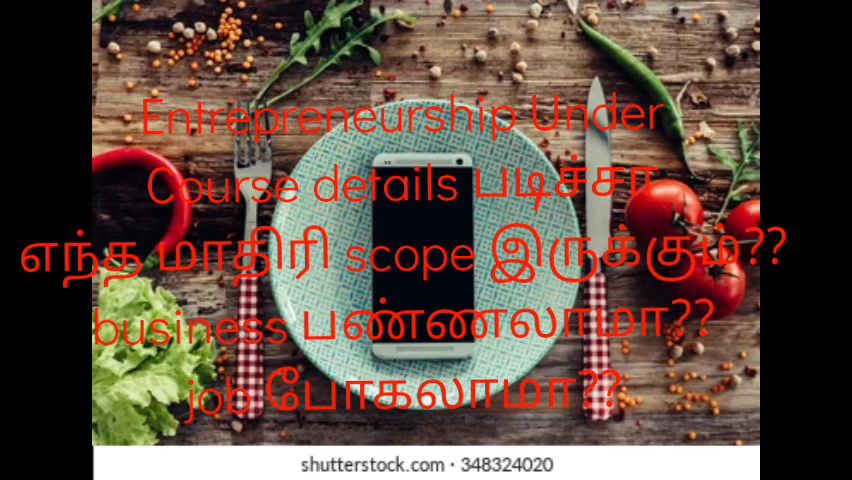 Entrepreneurship Under
Course details படிச்சா
எந்த மாதிரி scope இருக்கும்??
business பண்ணலாமா??
job போகலாமா??
shutterstock.com · 348324020